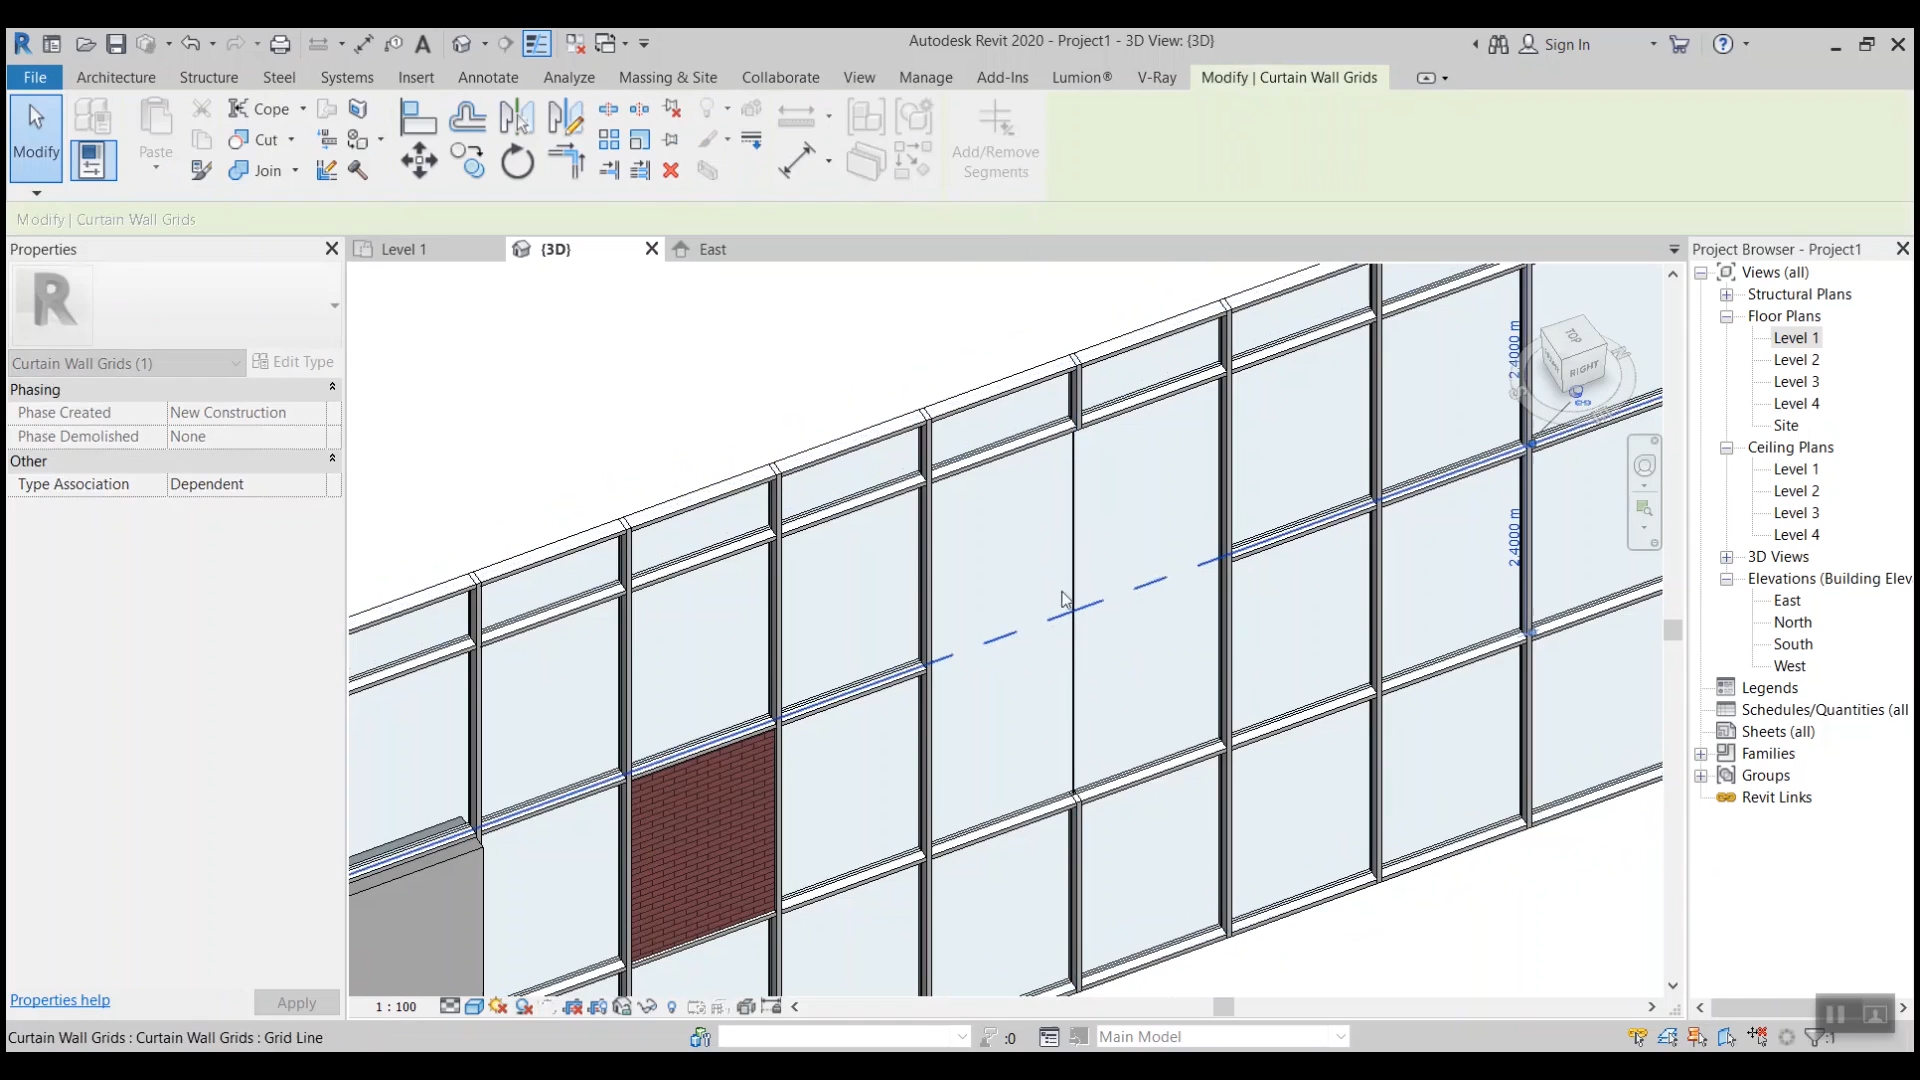 Autodesk Revit 2020 - Project1 - 3D View: {3D}
Sign In
File Architecture Structure Steel Systems Insert Annotate Analyze Massing & Site Collaborate View Manage Add-Ins Lumion® V-Ray Modify | Curtain Wall Grids
Modify
Paste
Cope
Cut
Join
Add/Remove
Segments
Modify | Curtain Wall Grids
Properties
Curtain Wall Grids (1)
Edit Type
Phasing
Phase Created New Construction
Phase Demolished None
Other
Type Association Dependent
Properties help
Apply
Level 1
{3D}
East
2.4000 m
2.4000 m
TOP
RIGHT
1 : 100
Project Browser - Project1
Views (all)
Structural Plans
Floor Plans
Level 1
Level 2
Level 3
Level 4
Site
Ceiling Plans
Level 1
Level 2
Level 3
Level 4
3D Views
Elevations (Building Elev
East
North
South
West
Legends
Schedules/Quantities (all
Sheets (all)
Families
Groups
Revit Links
Curtain Wall Grids : Curtain Wall Grids : Grid Line
:0
Main Model
:1